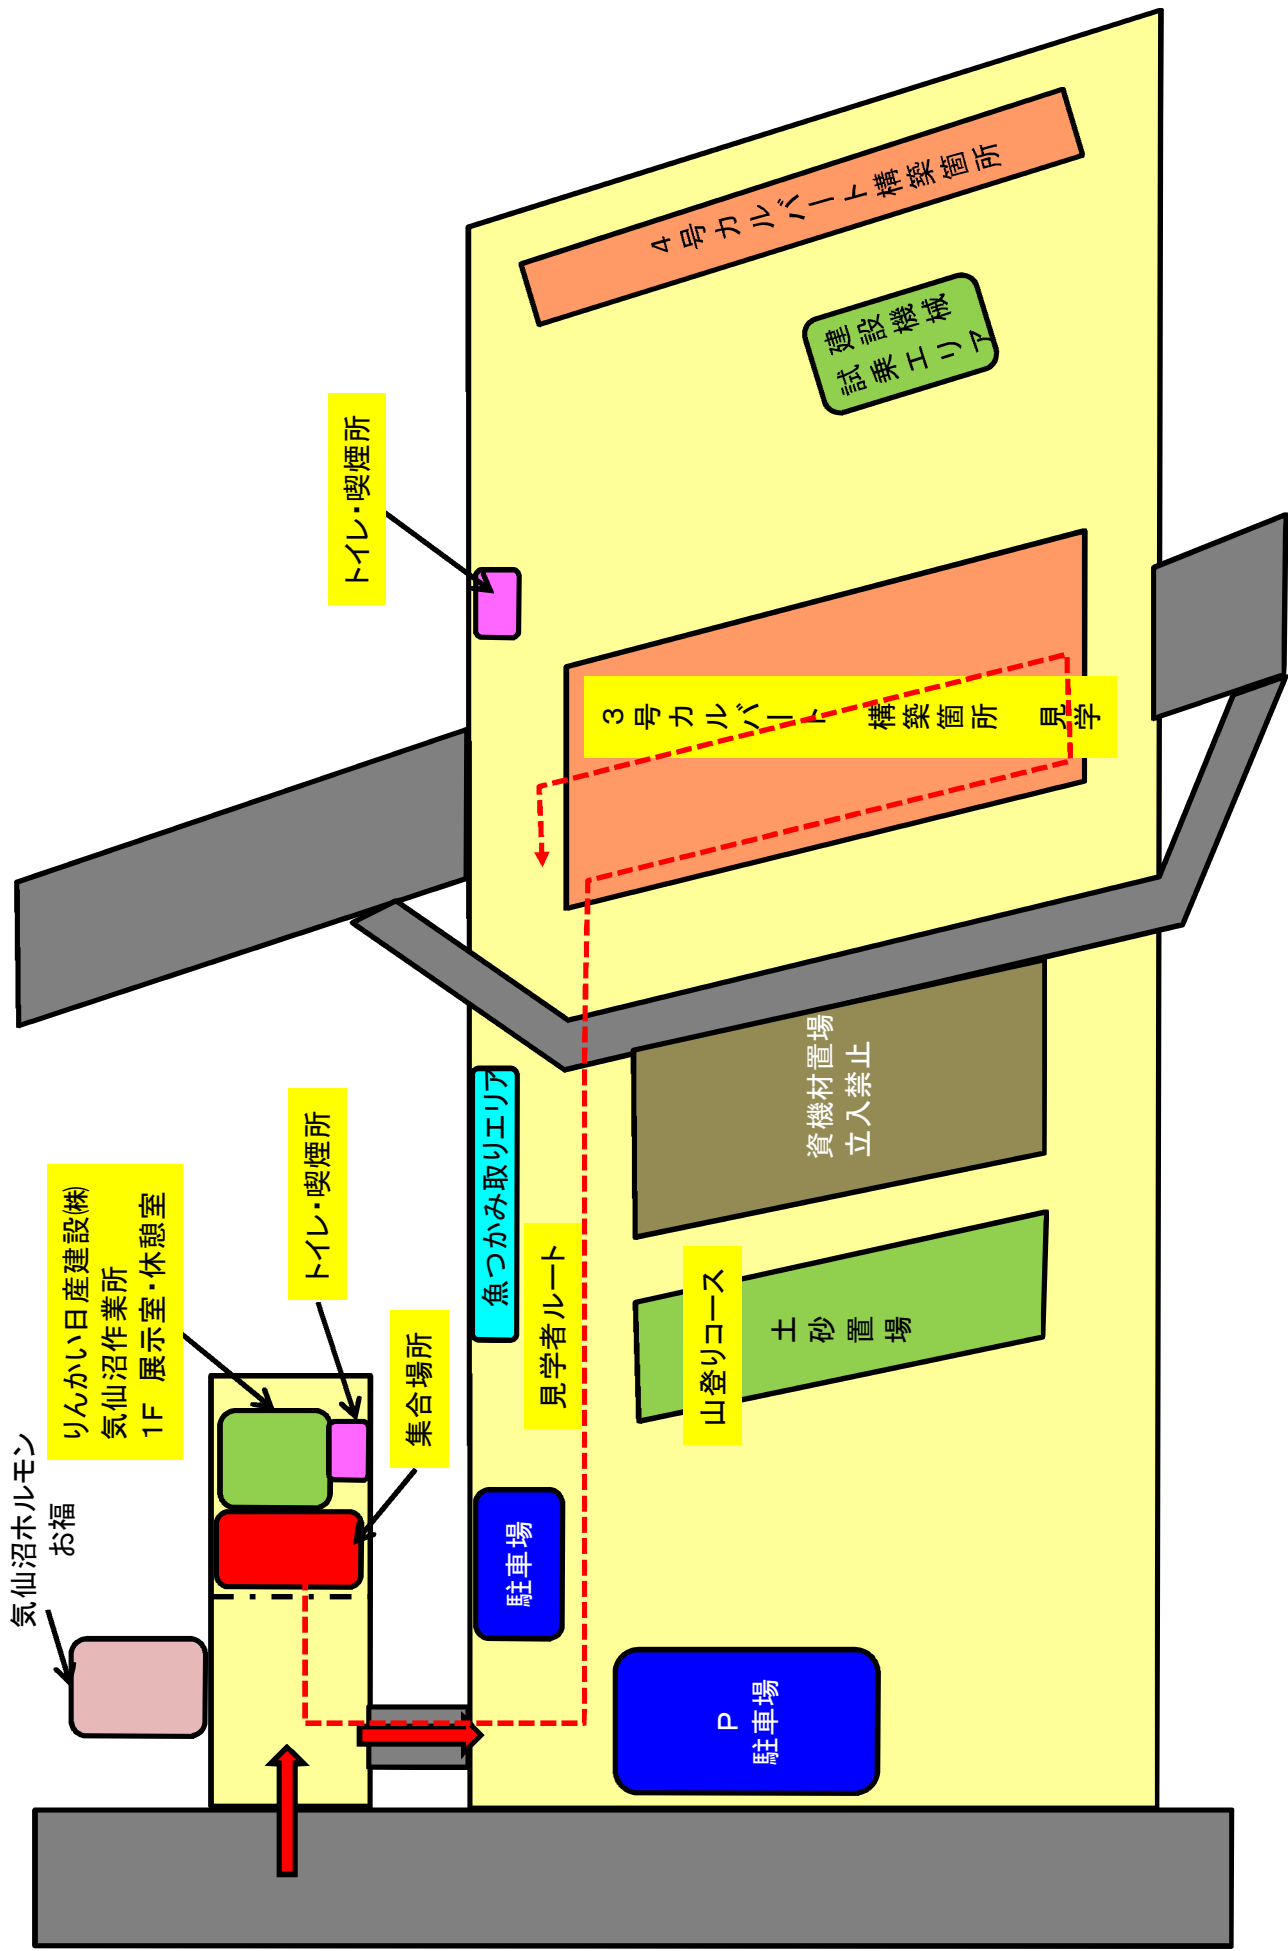 気仙沼ホルモン
お福
りんかい日産建設㈱
気仙沼作業所
1F 展示室・休憩室
トイレ・喫煙所
集合場所
トイレ・喫煙所
魚つかみ取りエリア
見学者ルート
駐車場
P
駐車場
山登りコース
土砂置場
資機材置場
立入禁止
3号カルバート 構築箇所 見学
建設機械
試乗エリア
4号カルバート構築箇所